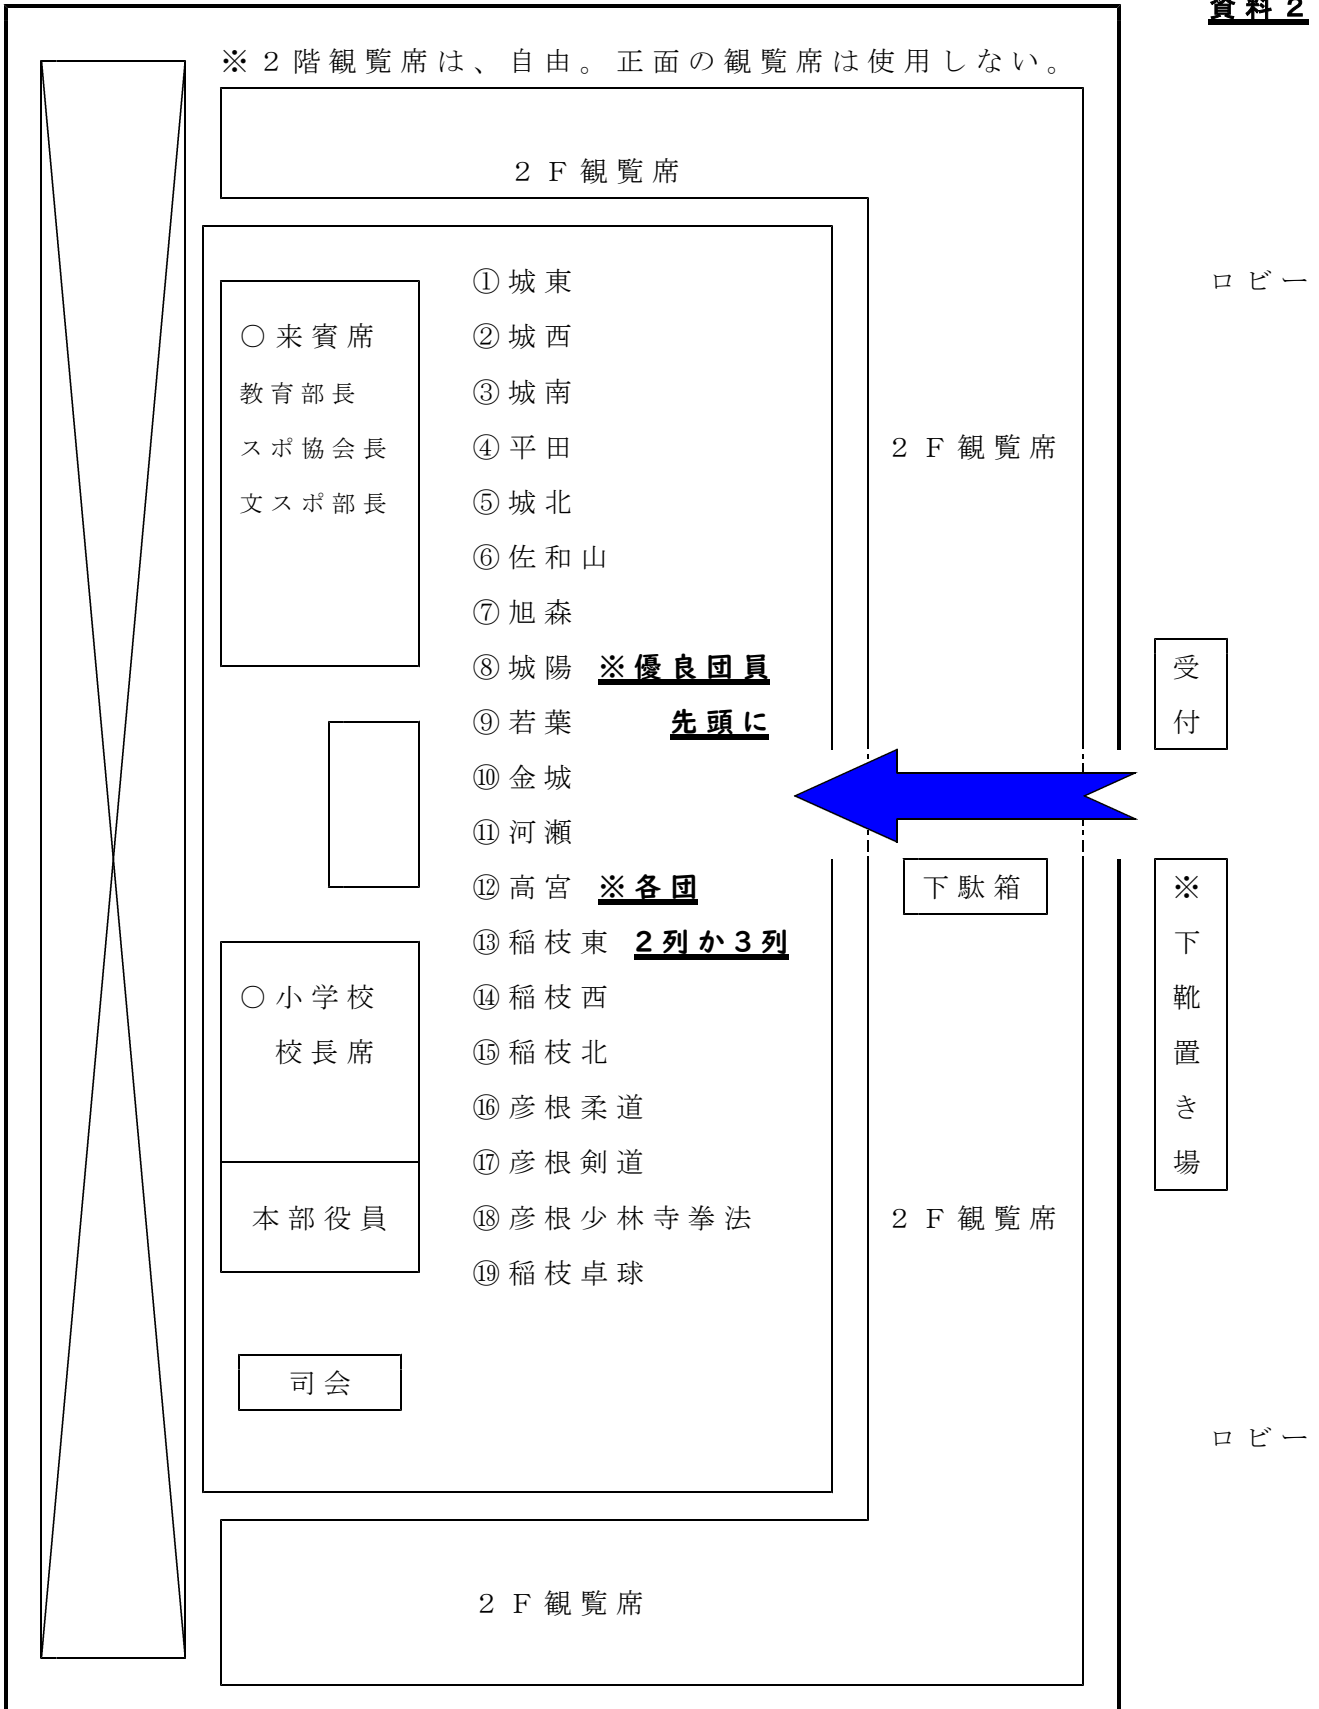 資料２
※２階観覧席は、自由。正面の観覧席は使用しない。
２Ｆ観覧席
①城東
ロビー
〇来賓席
②城西
教育部長
③城南
スポ協会長
④平田
２Ｆ観覧席
文スポ部長
⑤城北
⑥佐和山
⑦旭森
⑧城陽 ※優良団員
⑨若葉 先頭に
受付
⑩金城
⑪河瀬
⑫高宮 ※各団
下駄箱
⑬稲枝東 ２列か３列
※下靴置き場
〇小学校
校長席
⑭稲枝西
⑮稲枝北
⑯彦根柔道
⑰彦根剣道
本部役員
⑱彦根少林寺拳法
２Ｆ観覧席
⑲稲枝卓球
司会
ロビー
２Ｆ観覧席